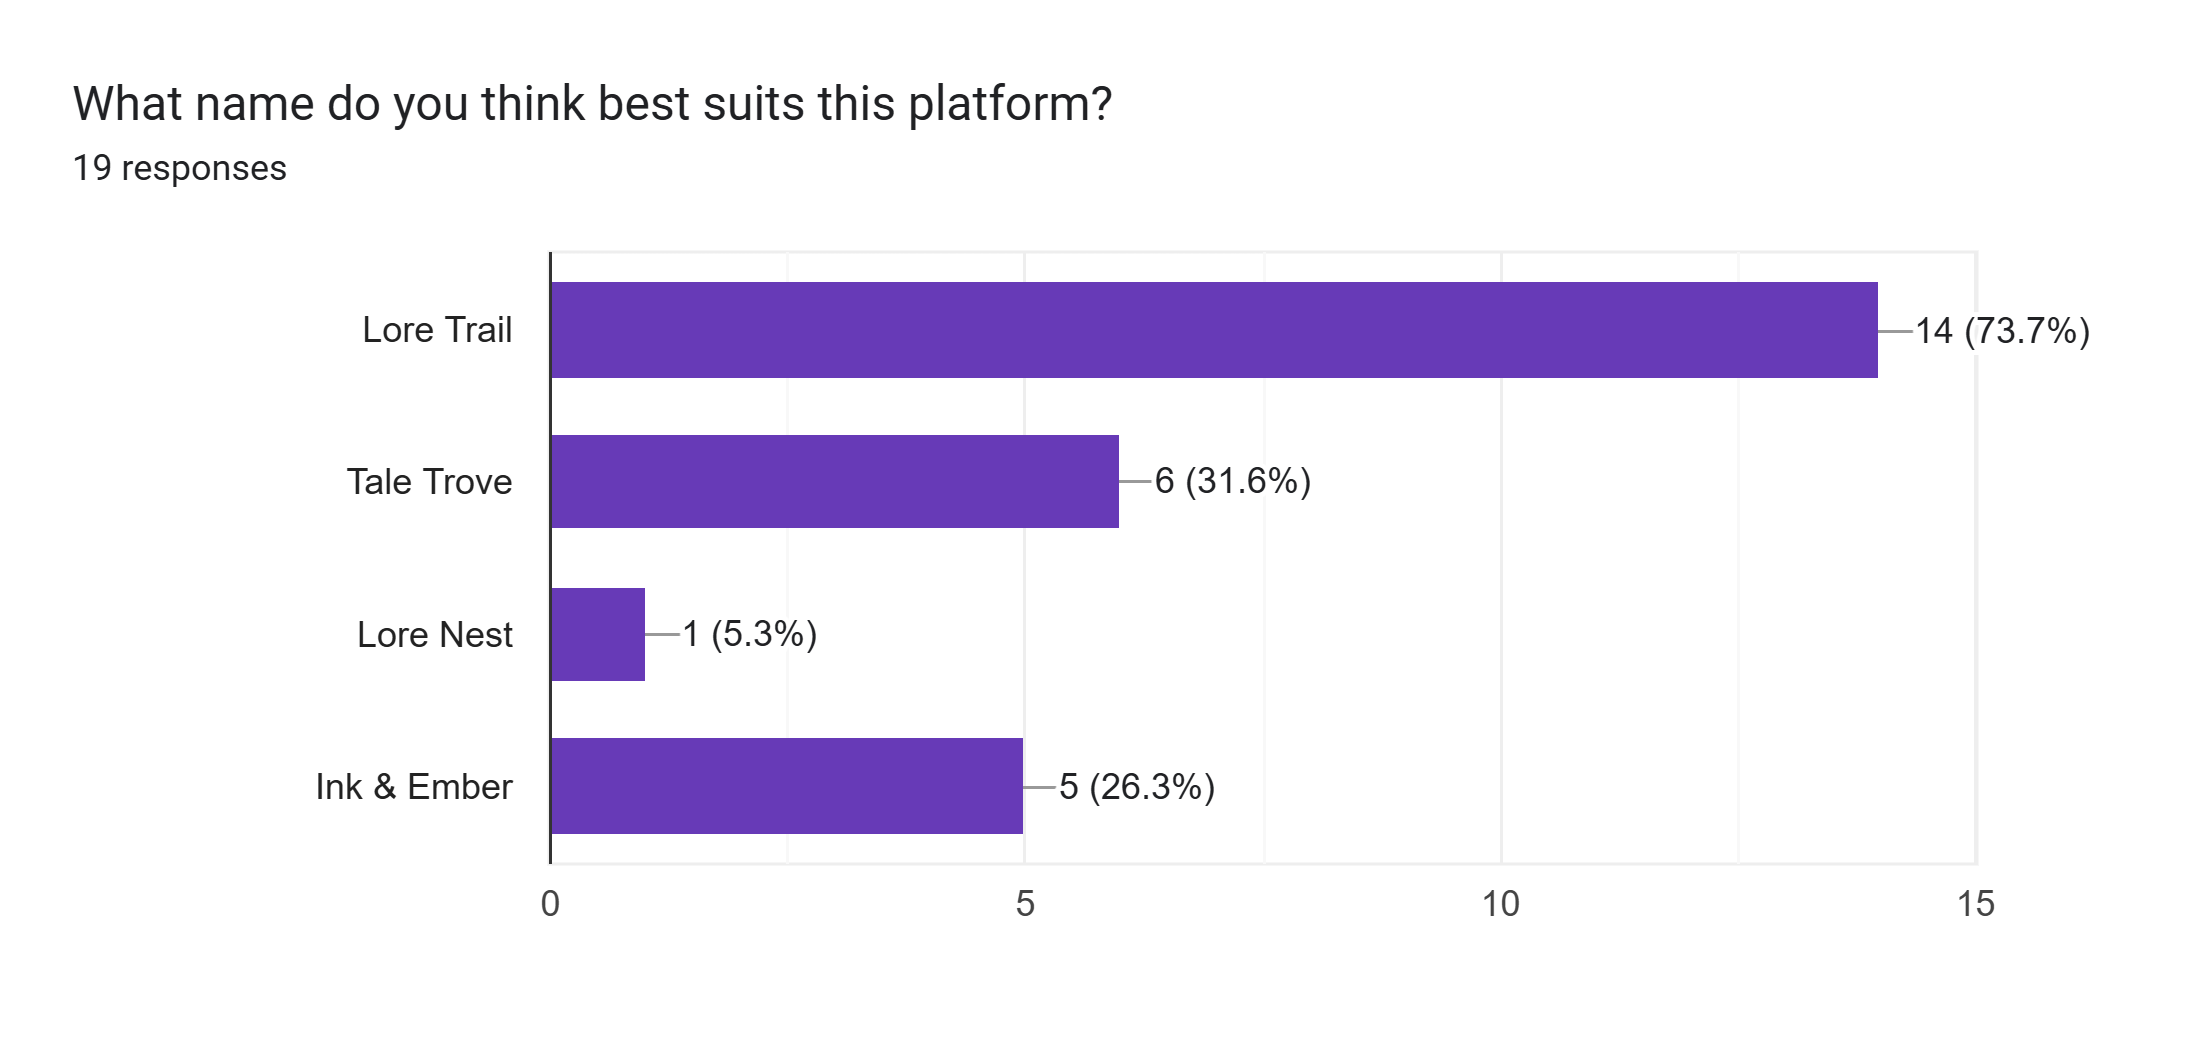 What name do you think best suits this platform?
19 responses
Lore Trail
14 (73.7%)
Tale Trove
6 (31.6%)
Lore Nest
1 (5.3%)
Ink & Ember
5 (26.3%)
0 5 10 15